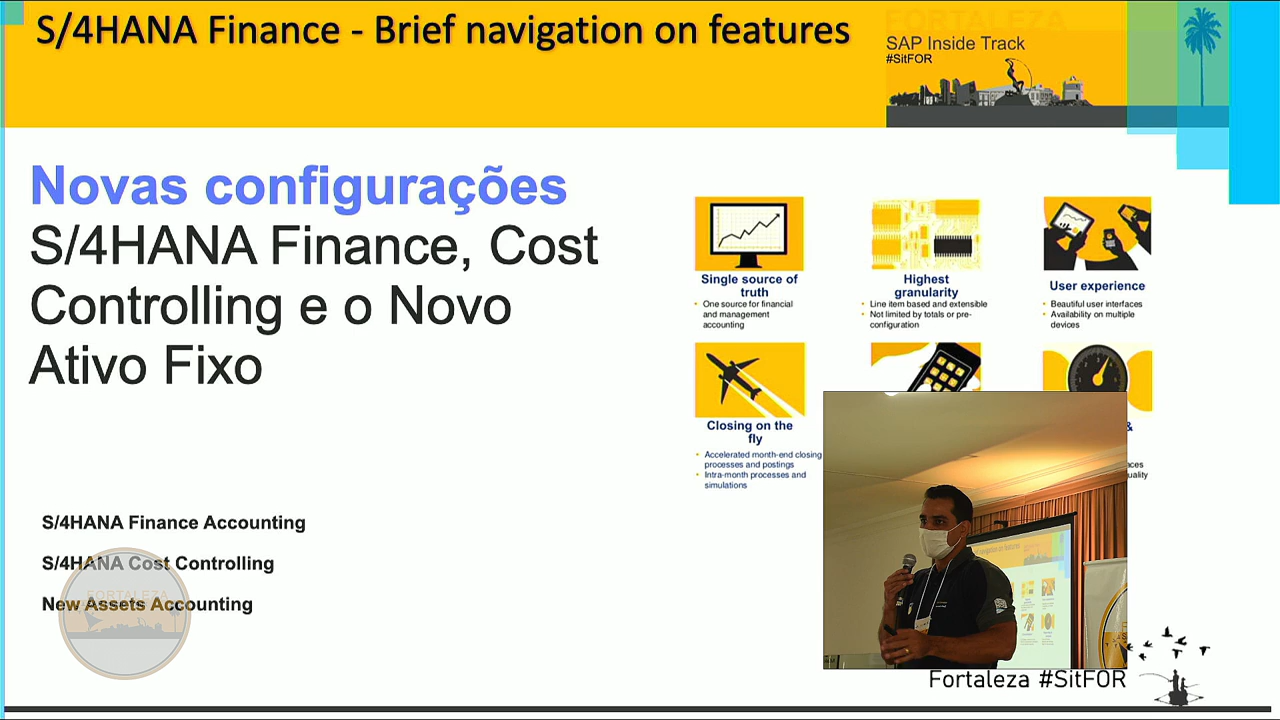 S/4HANA Finance - Brief navigation on features
FORTALEZA
SAP Inside Track
#SitFOR
Novas configurações
S/4HANA Finance, Cost
Controlling e o Novo
Ativo Fixo
Single source of
truth
• One source for financial
and management
accounting
Highest
granularity
• Line item based and extensible
• Not limited by totals or pre-
configuration
User experience
• Beautiful user interfaces
• Availability on multiple
devices
Closing on the
fly
• Accelerated month-end closing
processes and postings
• Intra-month processes and
simulations
&
S/4HANA Finance Accounting
S/4HANA Cost Controlling
New Assets Accounting
FORTALEZA
navigation on features
Fortaleza #SitFOR